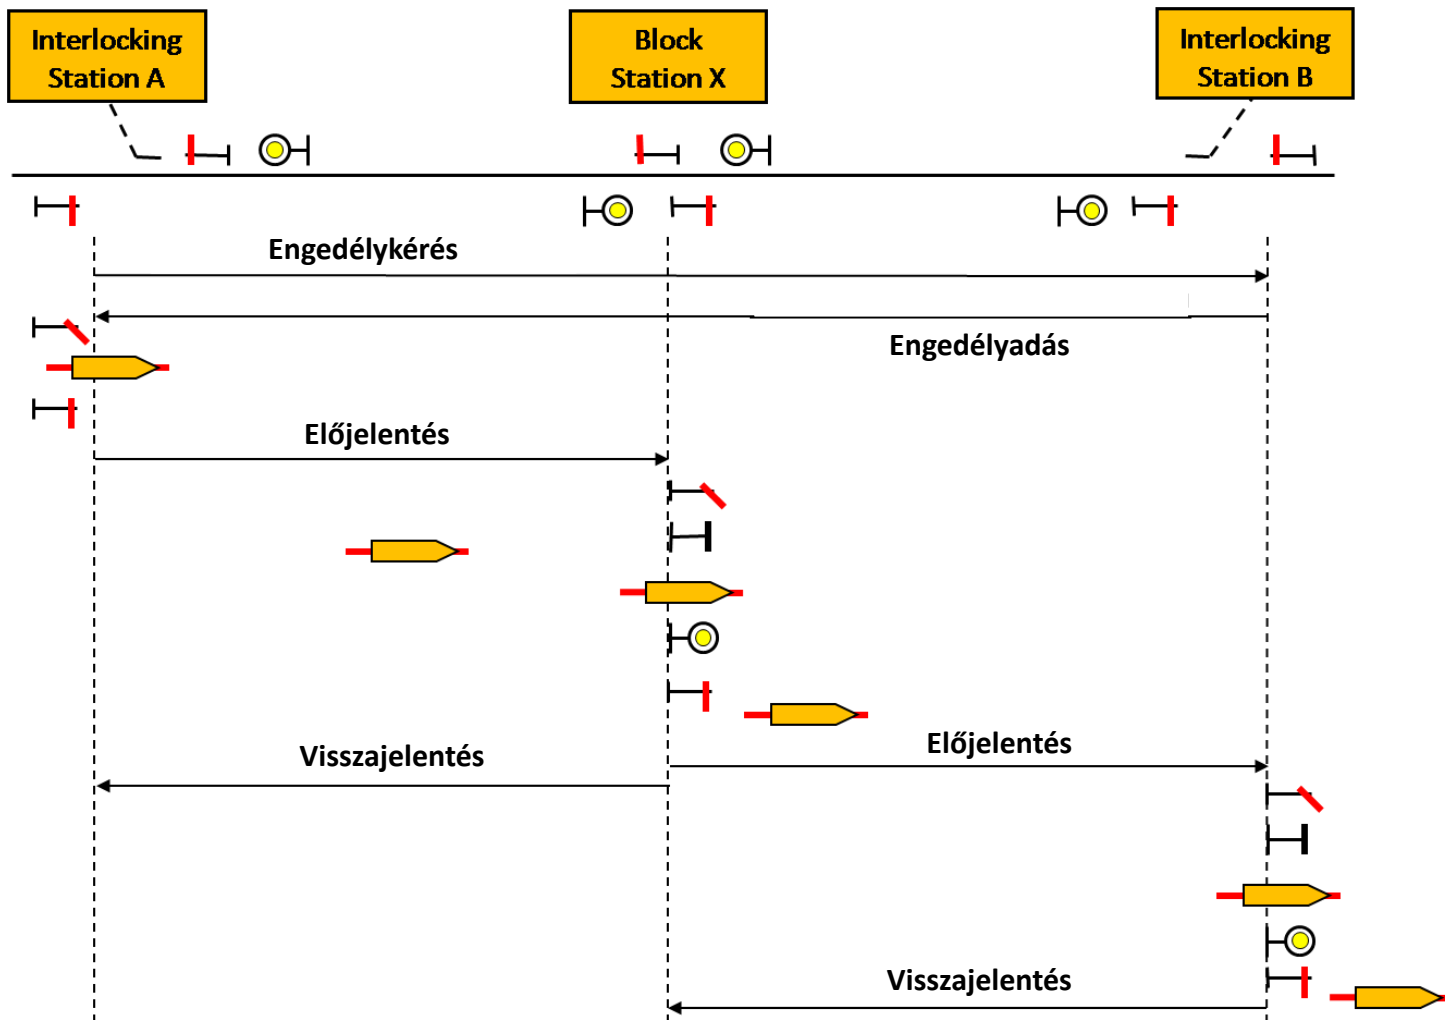 Interlocking
Station A
Block
Station X
Interlocking
Station B
Engedélykérés
Engedélyadás
Előjelentés
Előjelentés
Visszajelentés
Visszajelentés